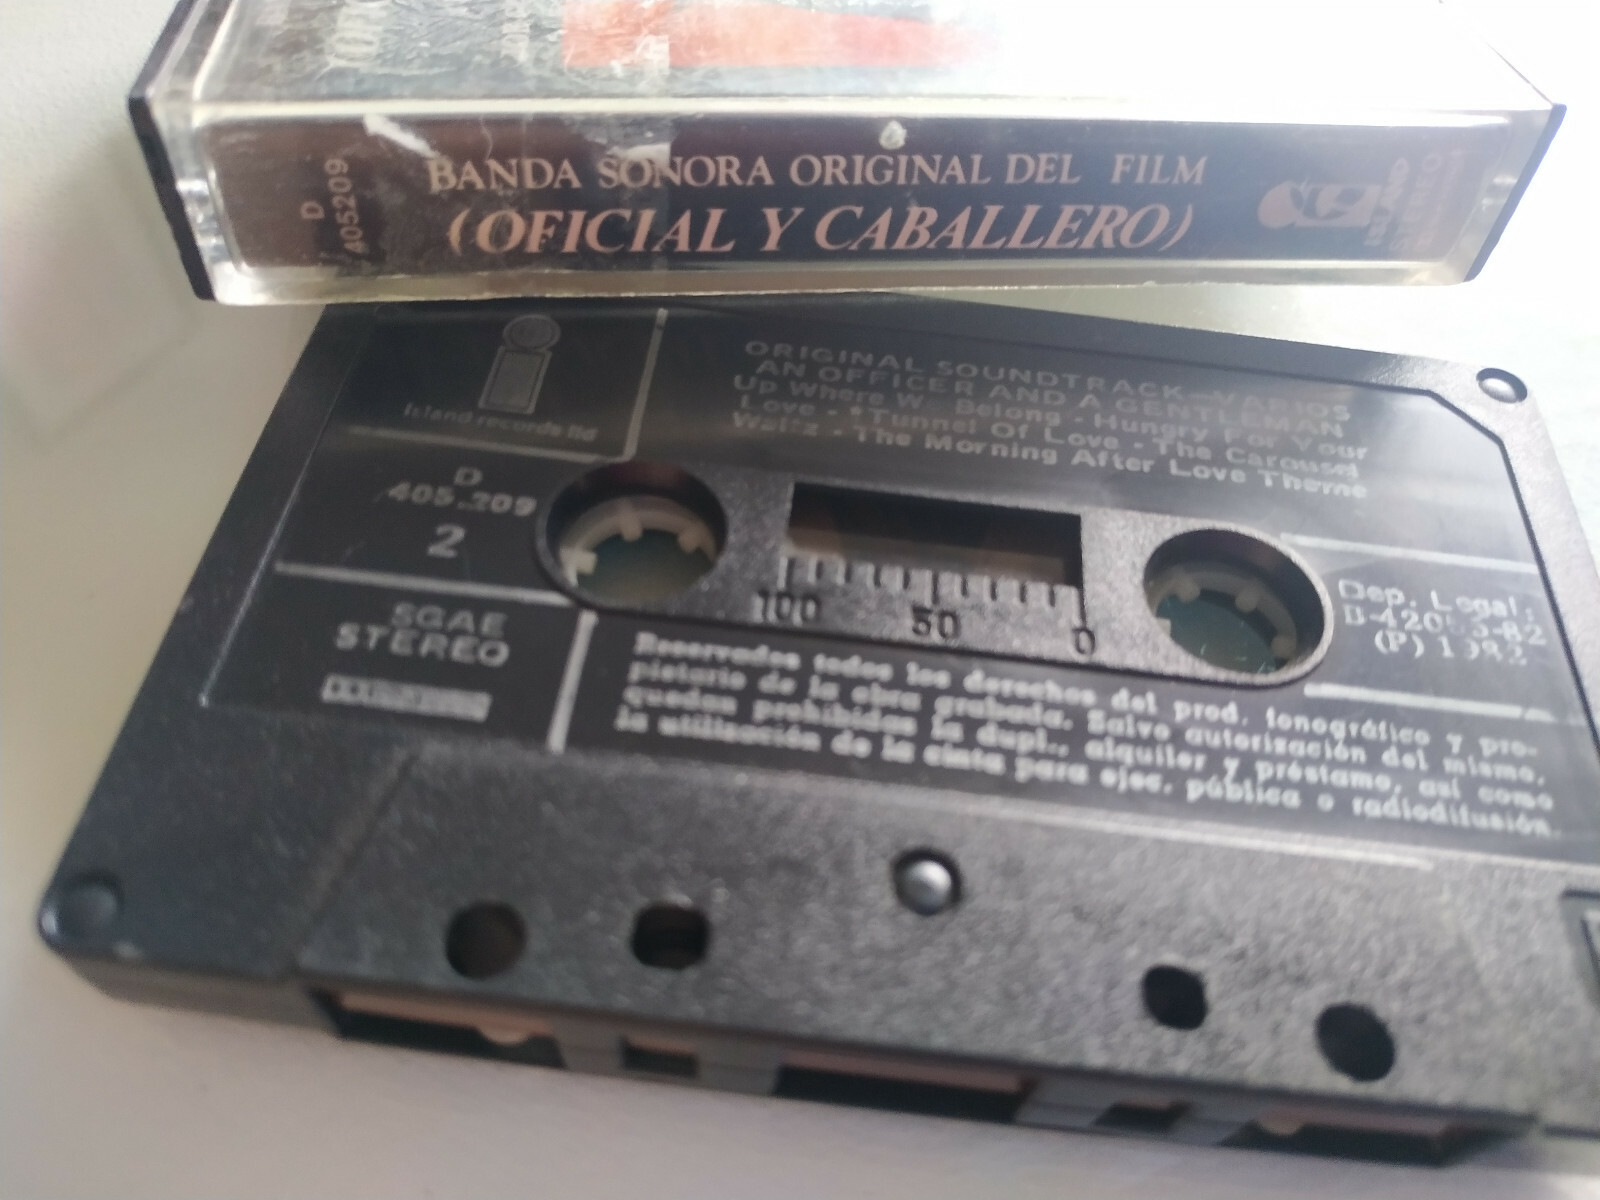 D
405209
BANDA SONORA ORIGINAL DEL FILM
(OFICIAL Y CABALLERO)
ISLAND
STEREO
island records ltd
ORIGINAL SOUNDTRACK - VARIOS
AN OFFICER AND A GENTLEMAN
Up Where W Belong - Hungry For Your
Love - *Tunnel Of Love - The Carousel
Waltz - The Morning After Love Theme
D
405.209
2
SGAE
STEREO
100 50 0
Dep. Legal:
(P) 1982
Reservados todos los derechos del prod. fonográfico y pro-
pietario de la obra grabada. Salvo autorización del mismo,
quedan prohibidas la dupl., alquiler y préstamo, así como
la utilización de la cinta para ejec. pública o radiodifusión.